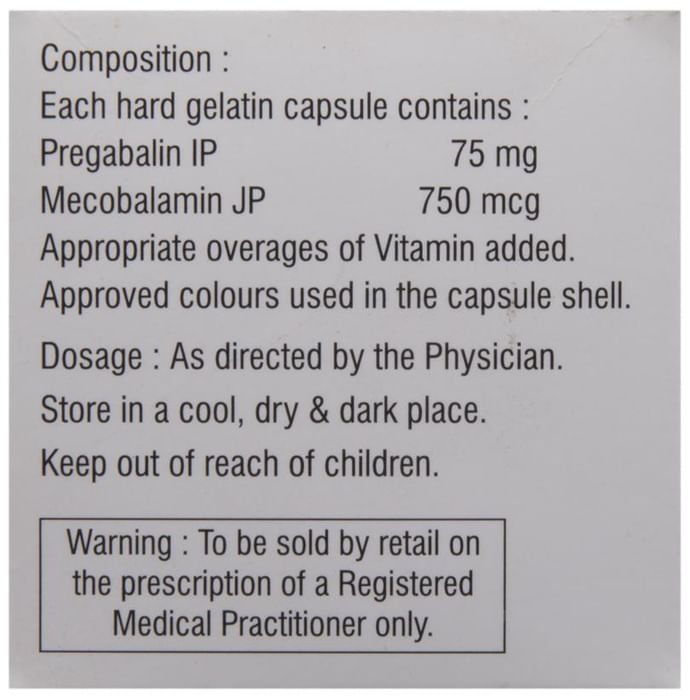 Composition :
Each hard gelatin capsule contains :
Pregabalin IP 75 mg
Mecobalamin JP 750 mcg
Appropriate overages of Vitamin added.
Approved colours used in the capsule shell.
Dosage : As directed by the Physician.
Store in a cool, dry & dark place.
Keep out of reach of children.
Warning : To be sold by retail on
the prescription of a Registered
Medical Practitioner only.